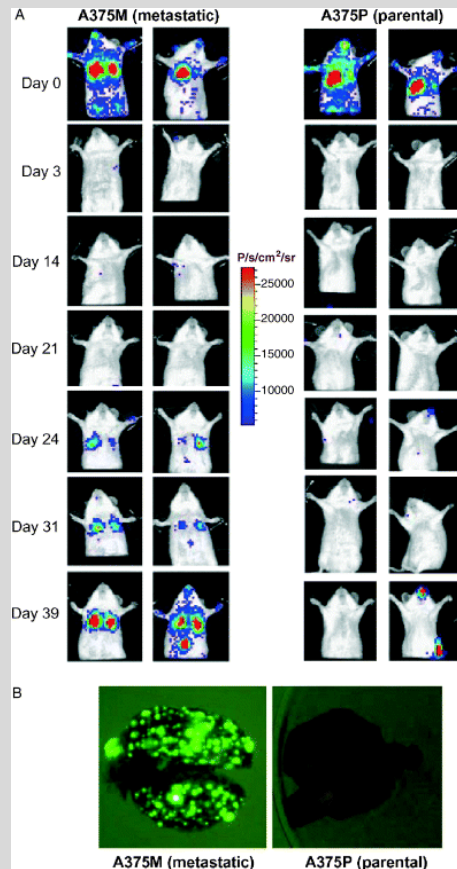 A
A375M (metastatic)
A375P (parental)
Day 0
Day 3
Day 14
P/s/cm²/sr
25000
20000
15000
10000
Day 21
Day 24
Day 31
Day 39
B
A375M (metastatic)
A375P (parental)